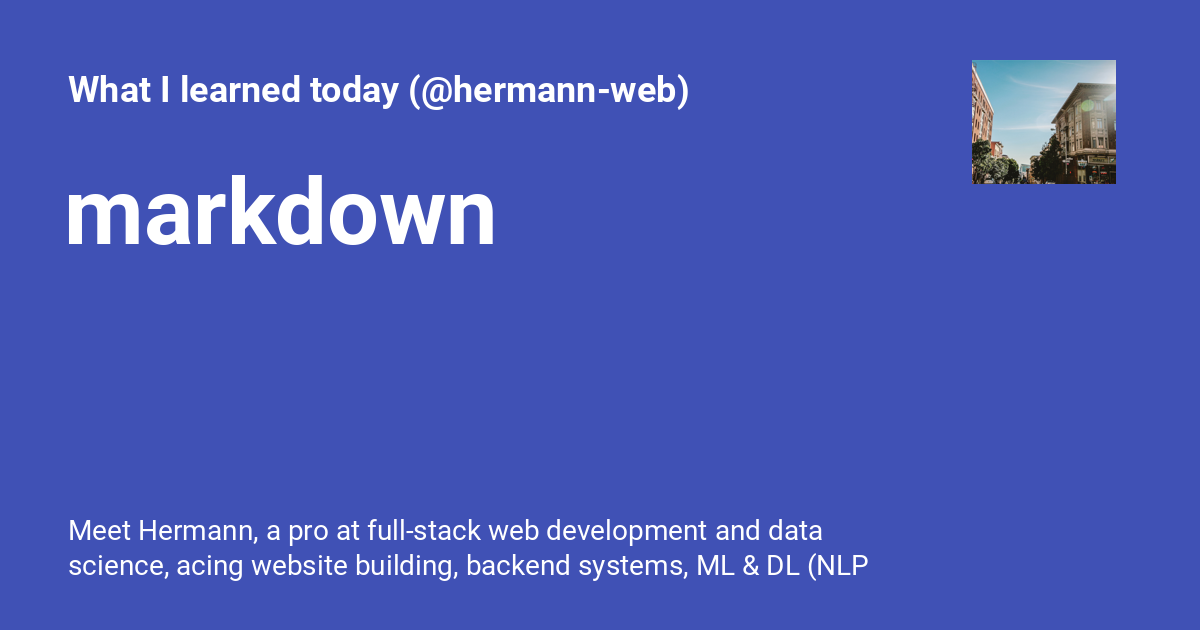 What I learned today (@hermann-web)
markdown
Meet Hermann, a pro at full-stack web development and data
science, acing website building, backend systems, ML & DL (NLP